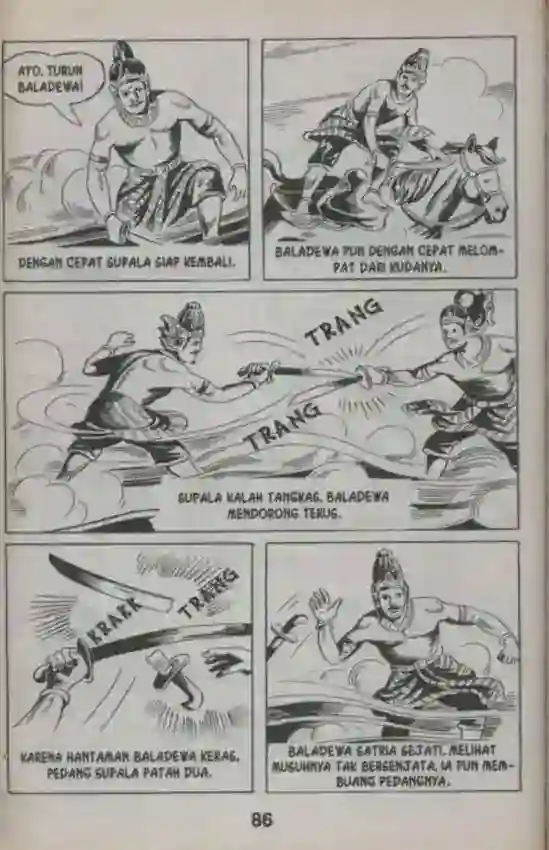 AYO, TURUN
BALADEWA!
DENGAN CEPAT SUPALA SIAP KEMBALI.
BALADEWA PUN DENGAN CEPAT MELOM-
PAT DARI KUDANYA.
TRANG
TRANG
SUPALA KALAH TANGKAS. BALADEWA
MENDORONG TERUS.
KRAEK
TRANG
KARENA HANTAMAN BALADEWA KERAS,
PEDANG SUPALA PATAH DUA.
BALADEWA SATRIA SEJATI. MELIHAT
MUSUHNYA TAK BERSENJATA, IA PUN MEM-
BUANG PEDANGNYA.
86